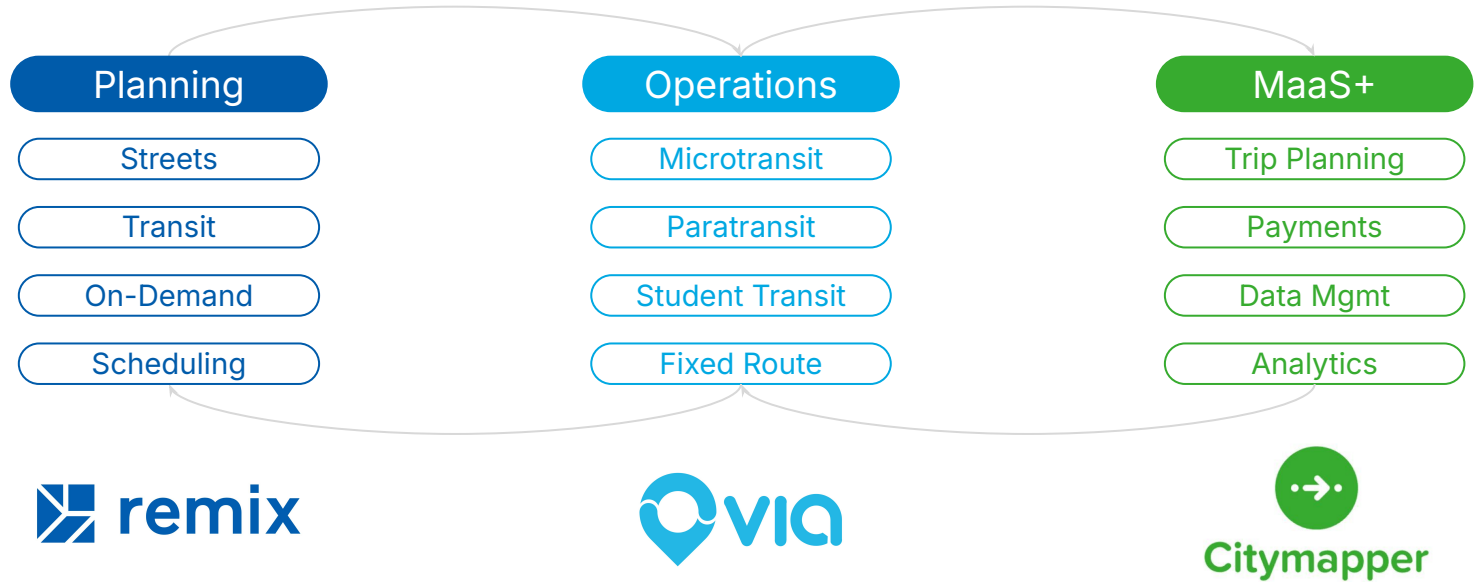 Planning
Streets
Transit
On-Demand
Scheduling
remix
Operations
Microtransit
Paratransit
Student Transit
Fixed Route
via
MaaS+
Trip Planning
Payments
Data Mgmt
Analytics
Citymapper